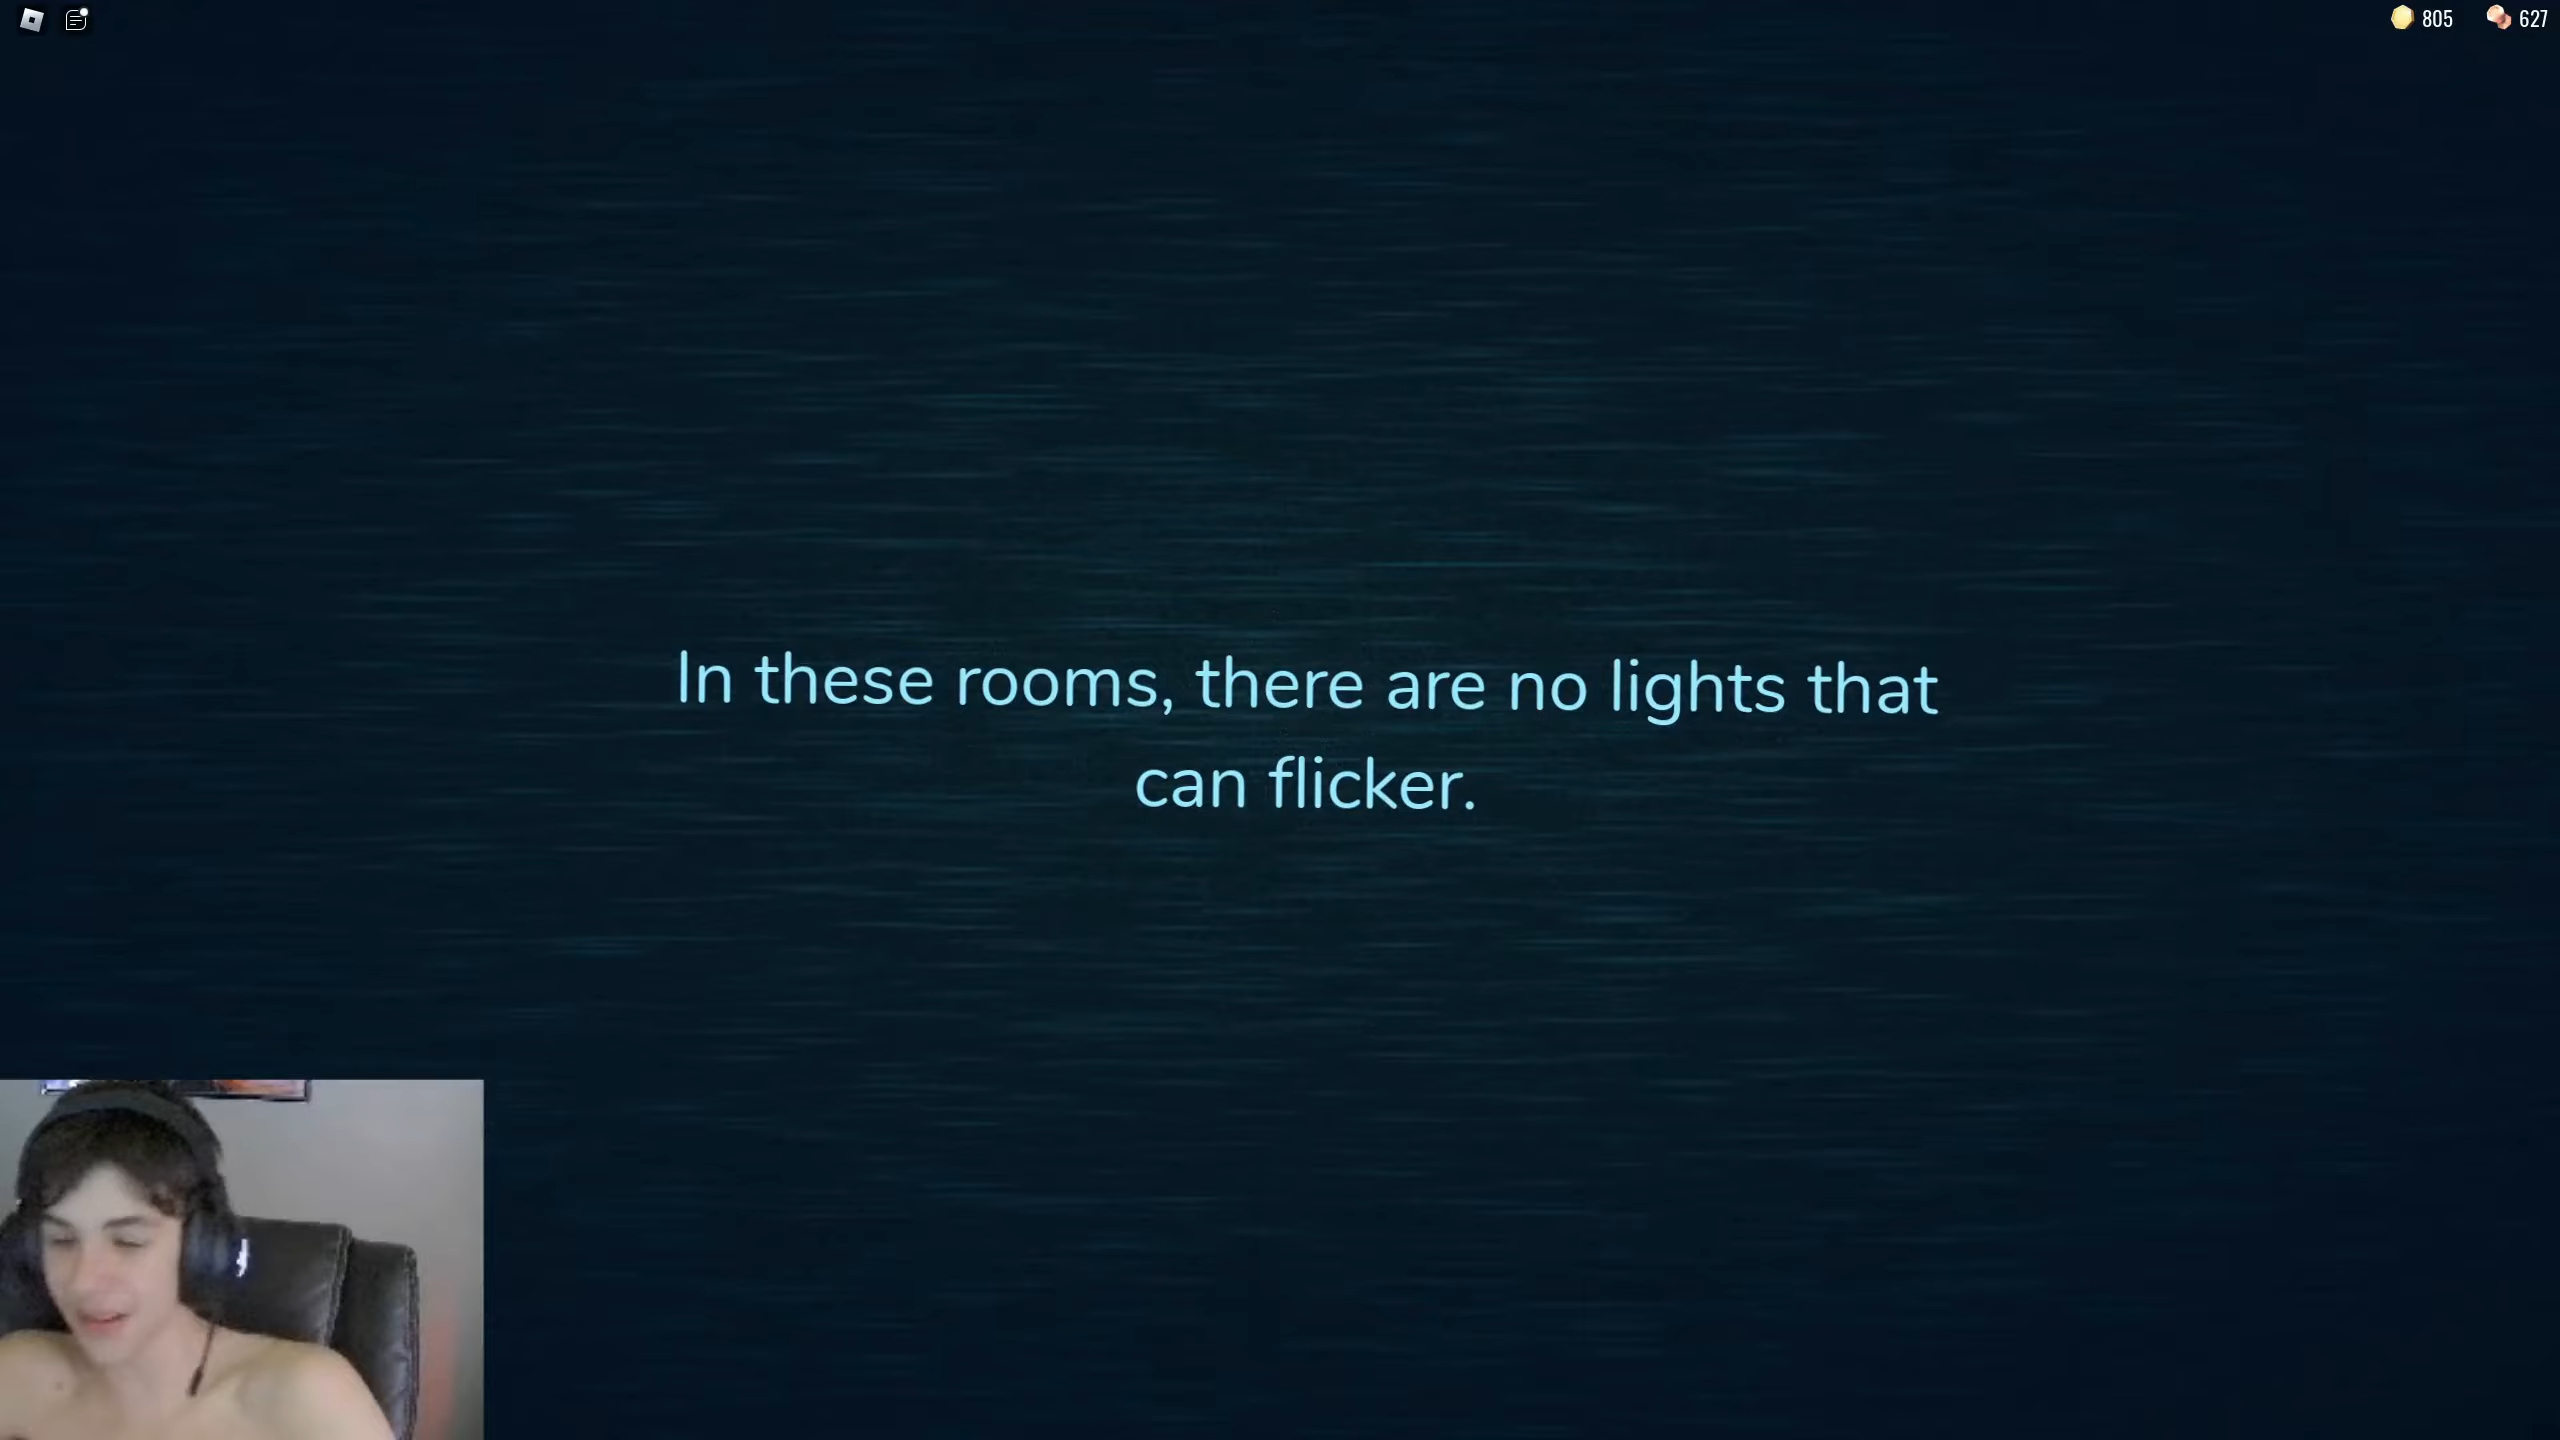 805 627
In these rooms, there are no lights that
can flicker.